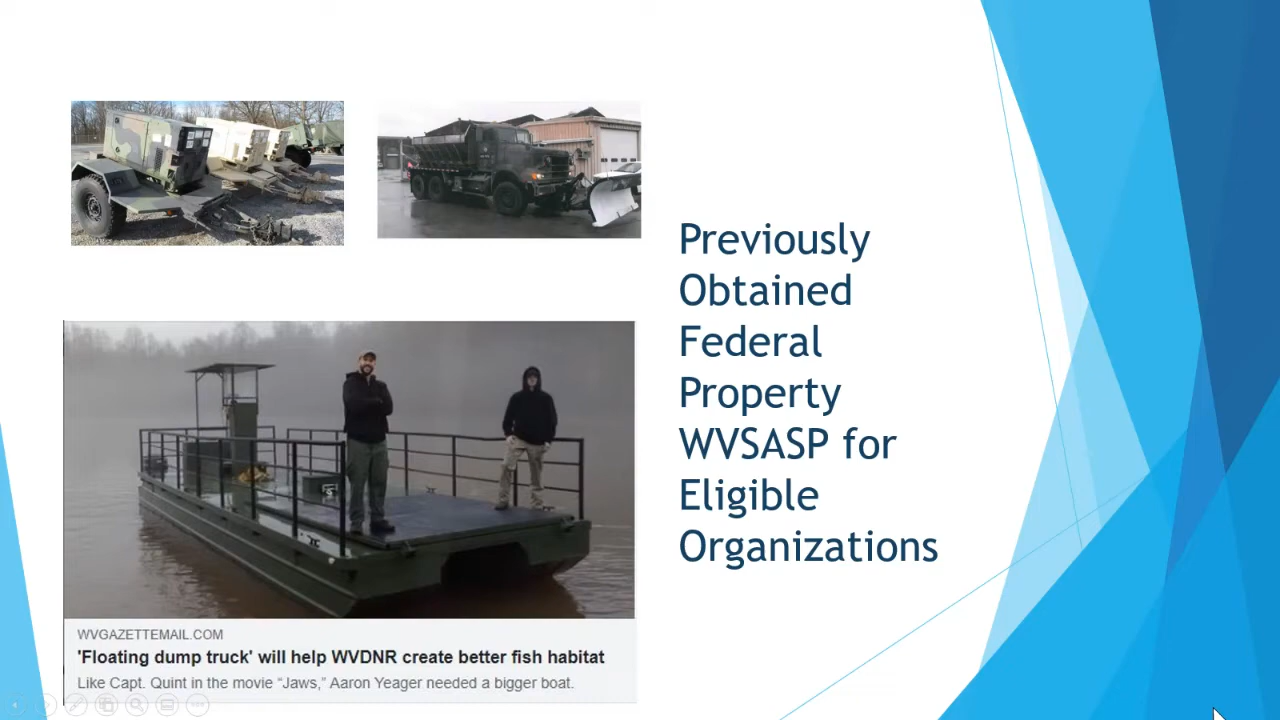 Previously
Obtained
Federal
Property
WVSASP for
Eligible
Organizations
WVGAZETTEMAIL.COM
'Floating dump truck' will help WVDNR create better fish habitat
Like Capt. Quint in the movie “Jaws,” Aaron Yeager needed a bigger boat.